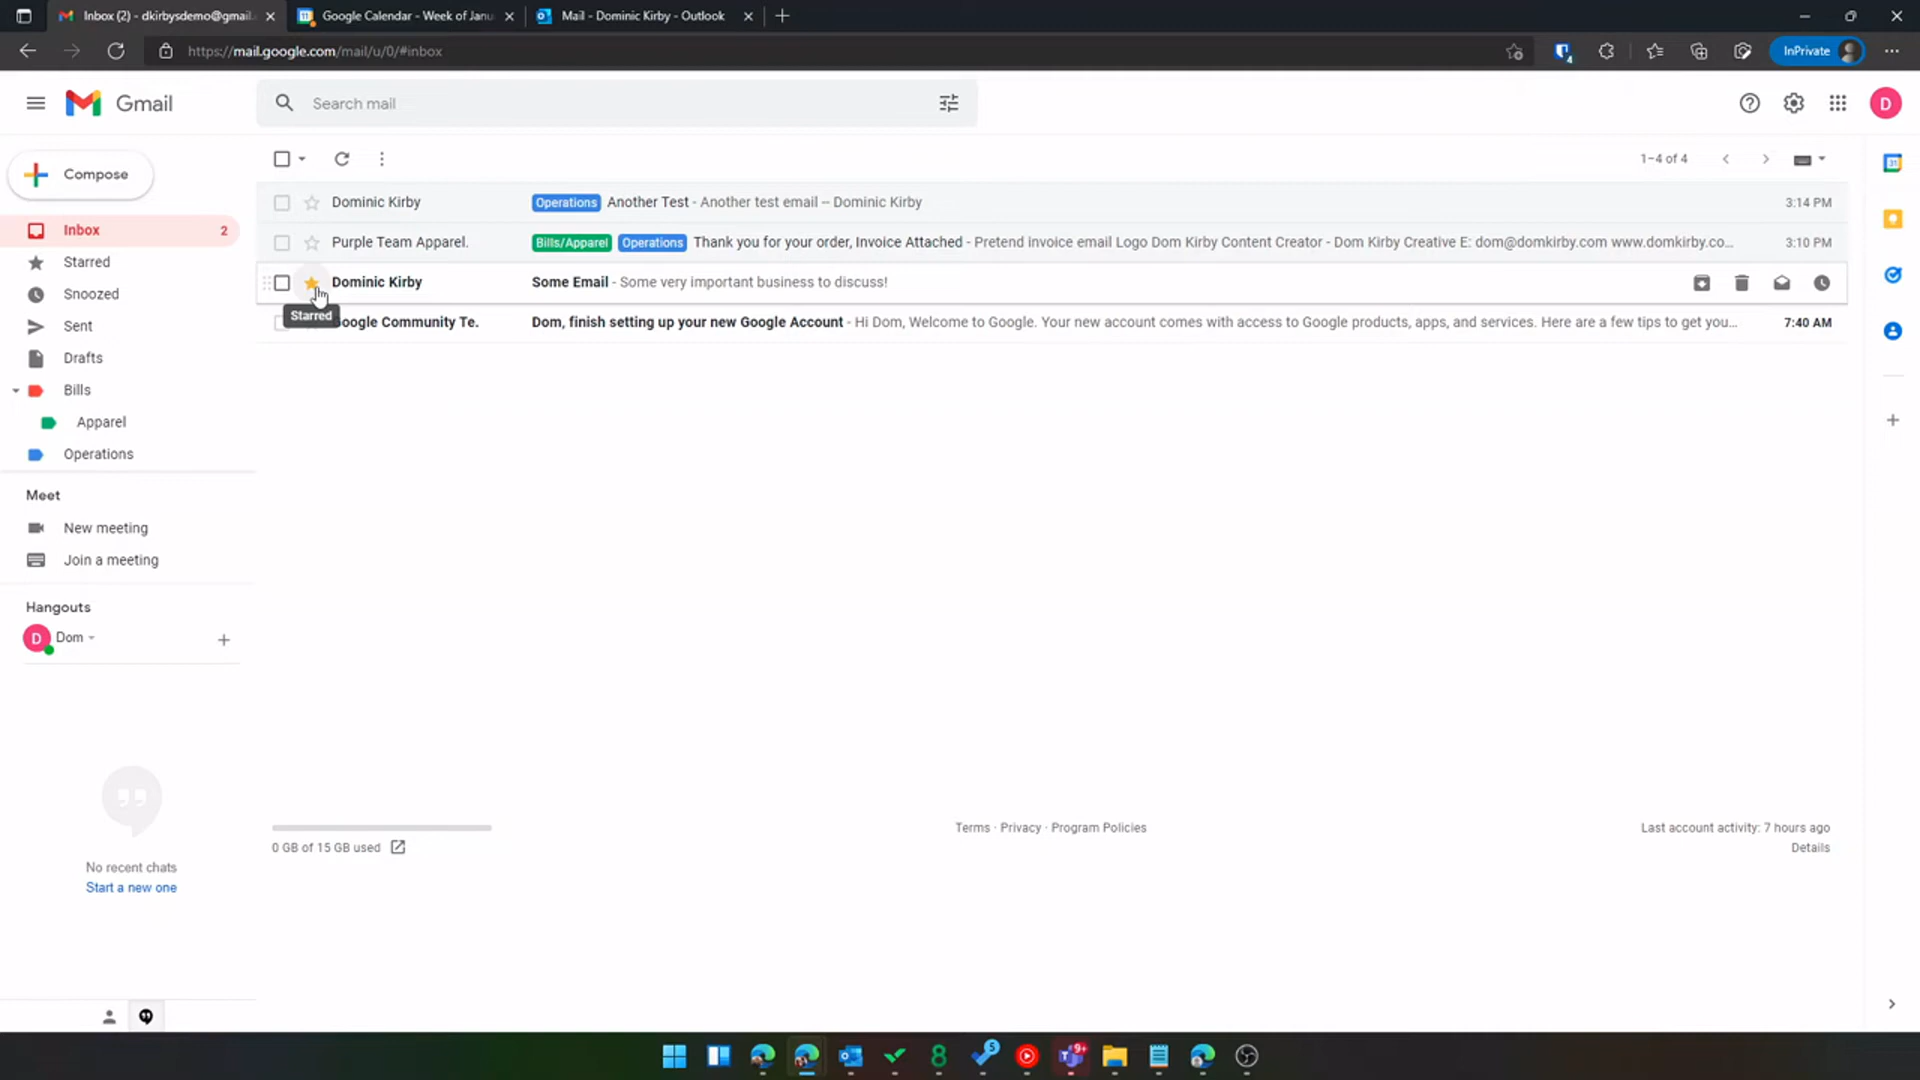 Inbox (2) - dkirbysdemo@gmail.
Google Calendar - Week of Janu
Mail - Dominic Kirby - Outlook
https://mail.google.com/mail/u/0/#inbox
4
InPrivate
Gmail
Search mail
D
Compose
1–4 of 4
31
Inbox 2
Starred
Snoozed
Sent
Drafts
Bills
Apparel
Operations
Dominic Kirby Operations Another Test - Another test email -- Dominic Kirby 3:14 PM
Purple Team Apparel. Bills/Apparel Operations Thank you for your order, Invoice Attached - Pretend invoice email Logo Dom Kirby Content Creator - Dom Kirby Creative E: dom@domkirby.com www.domkirby.co... 3:10 PM
Dominic Kirby Some Email - Some very important business to discuss!
Starred
oogle Community Te. Dom, finish setting up your new Google Account - Hi Dom, Welcome to Google. Your new account comes with access to Google products, apps, and services. Here are a few tips to get you... 7:40 AM
Meet
New meeting
Join a meeting
Hangouts
D Dom
No recent chats
Start a new one
0 GB of 15 GB used
Terms · Privacy · Program Policies
Last account activity: 7 hours ago
Details
8
5
9+